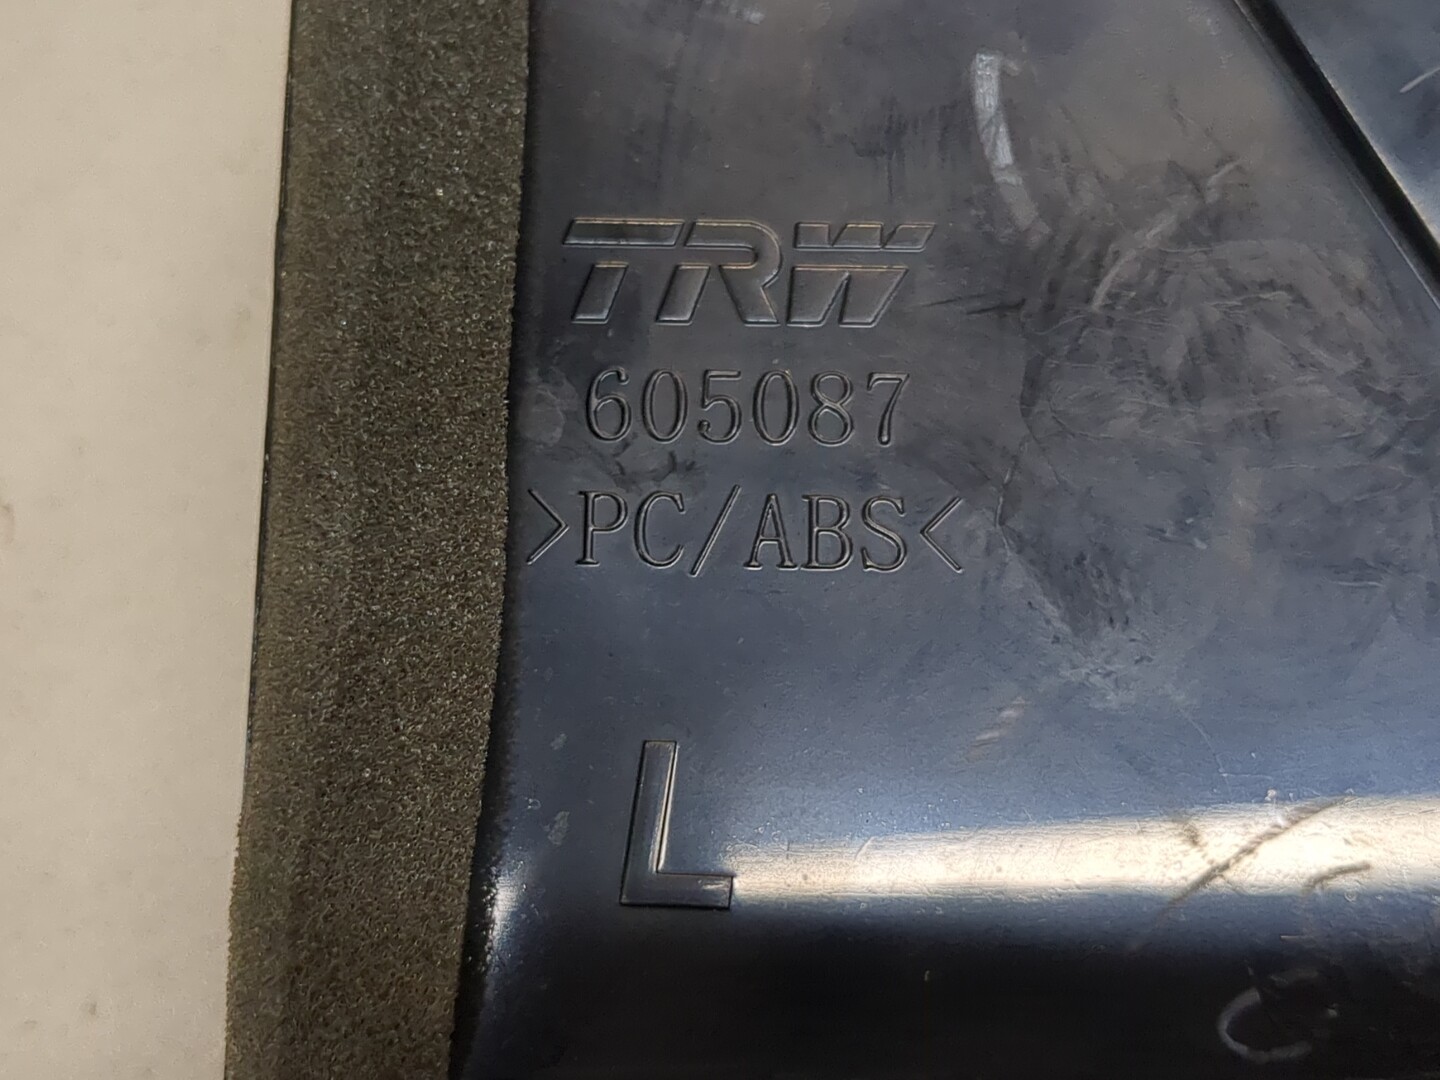 TRW
605087
>PC/ABS<
L